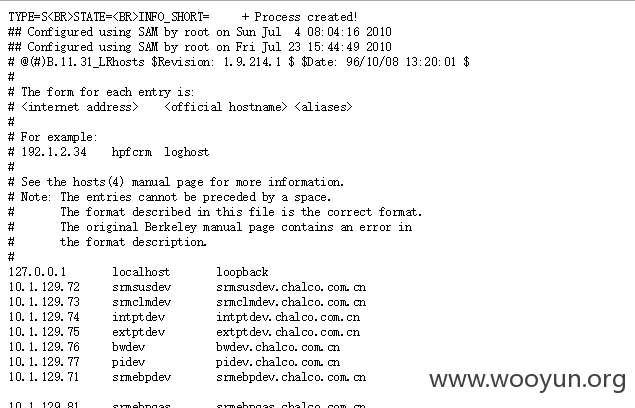 TYPE=S<BR>STATE=<BR>INFO_SHORT=     + Process created!
## Configured using SAM by root on Sun Jul  4 08:04:16 2010
## Configured using SAM by root on Fri Jul 23 15:44:49 2010
# @(#)B.11.31_LRhosts $Revision: 1.9.214.1 $ $Date: 96/10/08 13:20:01 $
#
# The form for each entry is:
# <internet address>    <official hostname> <aliases>
#
# For example:
# 192.1.2.34    hpfcrm  loghost
#
# See the hosts(4) manual page for more information.
# Note: The entries cannot be preceded by a space.
#       The format described in this file is the correct format.
#       The original Berkeley manual page contains an error in
#       the format description.
#
127.0.0.1       localhost       loopback
10.1.129.72     srmsusdev       srmsusdev.chalco.com.cn
10.1.129.73     srmclmdev       srmclmdev.chalco.com.cn
10.1.129.74     intptdev        intptdev.chalco.com.cn
10.1.129.75     extptdev        extptdev.chalco.com.cn
10.1.129.76     bwdev           bwdev.chalco.com.cn
10.1.129.77     pidev           pidev.chalco.com.cn
10.1.129.71     srmebpdev       srmebpdev.chalco.com.cn
www.wooyun.org
10.1.129.81